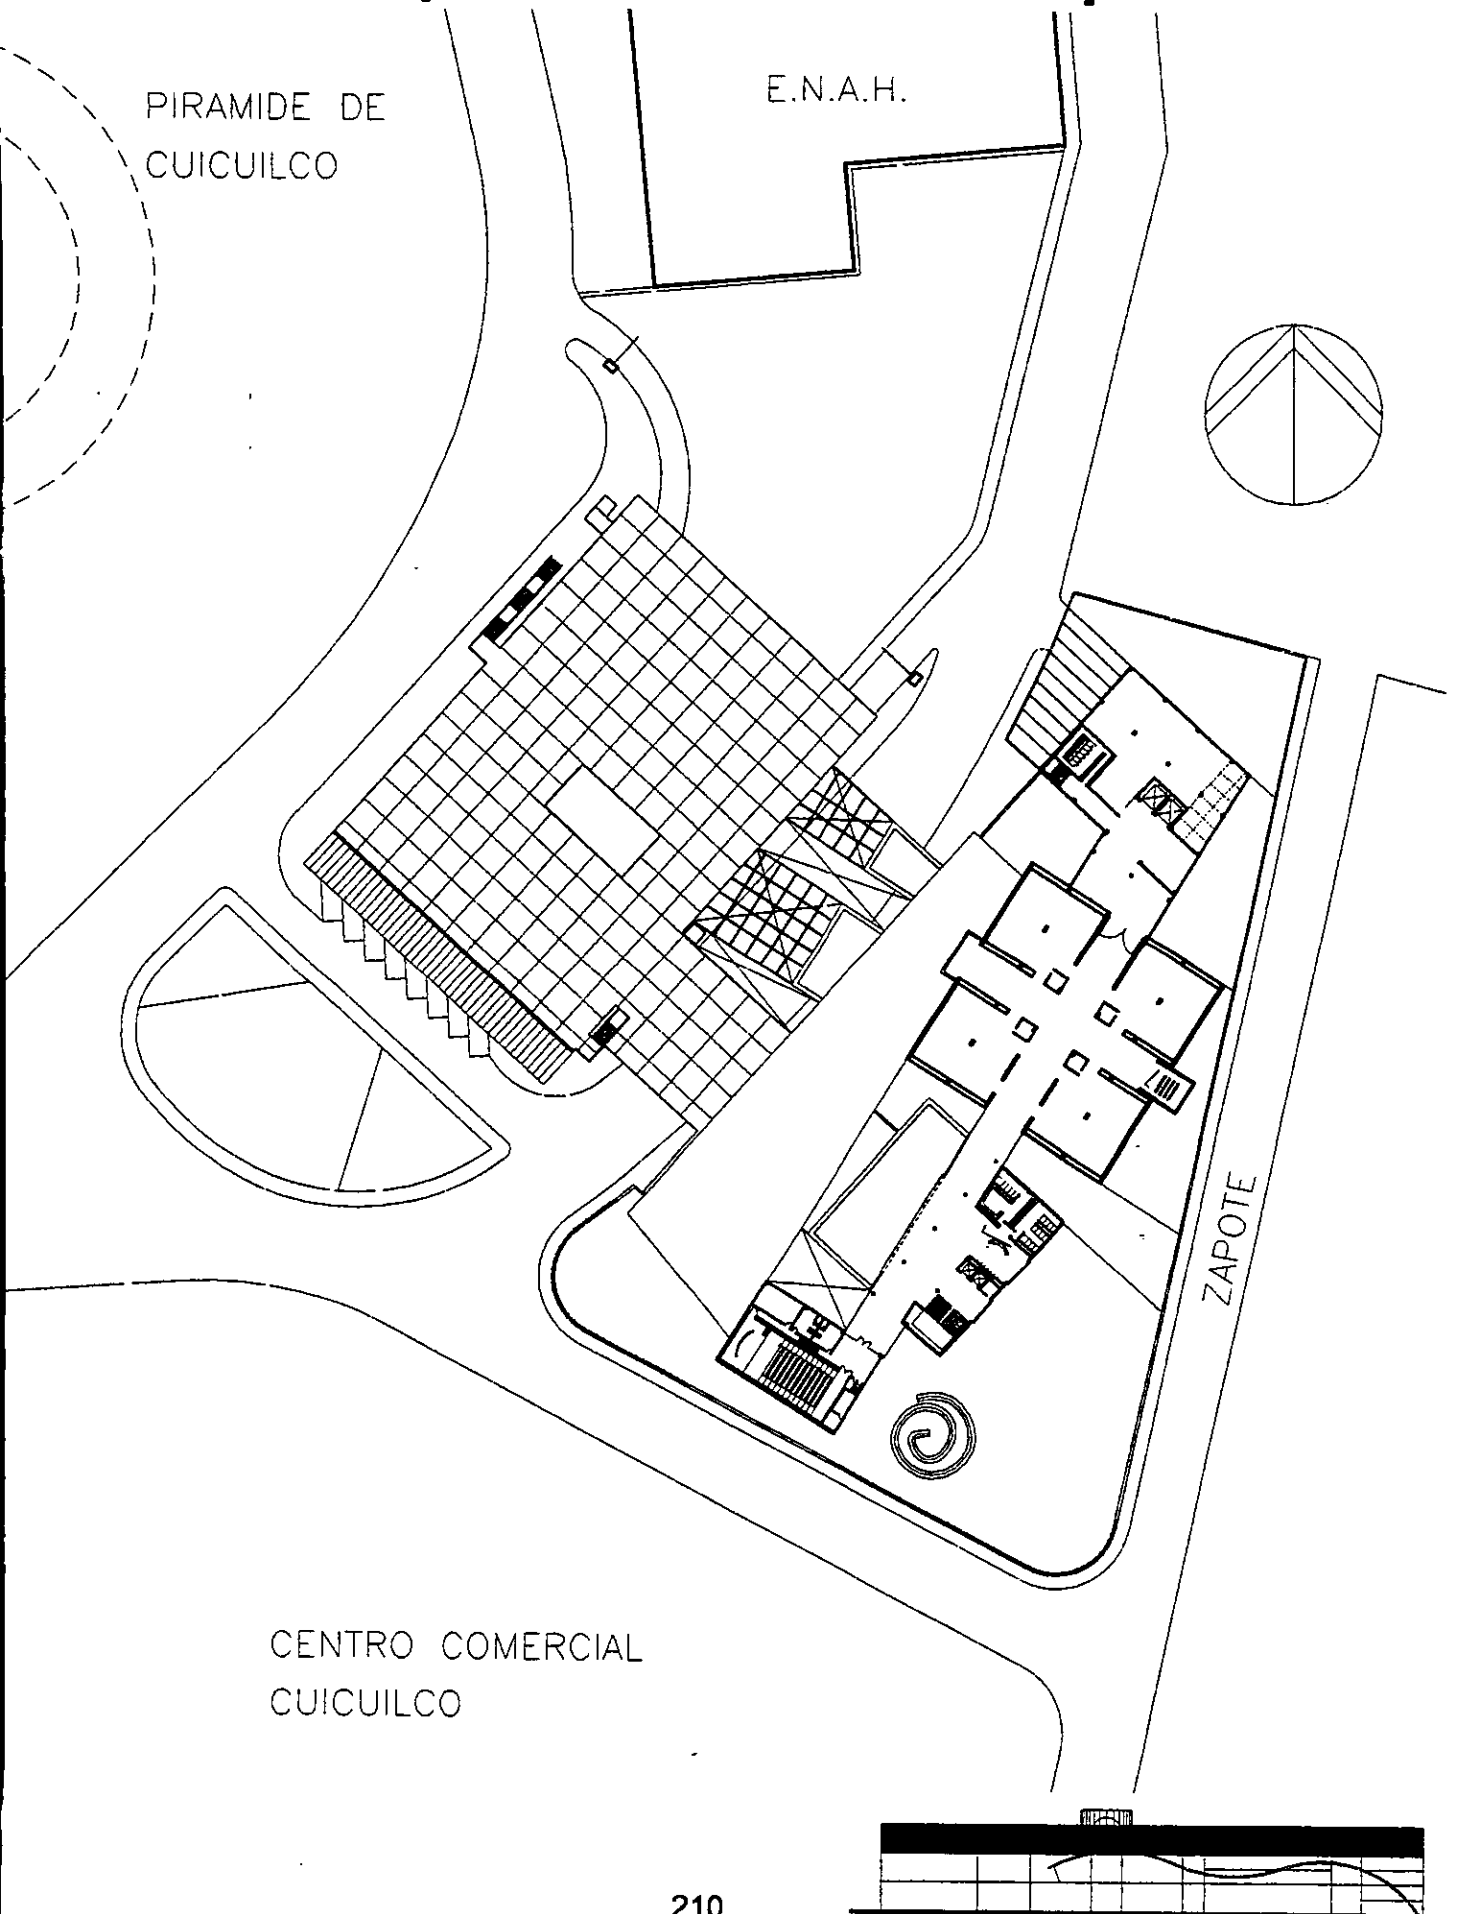 PIRAMIDE DE
CUICUILCO
E.N.A.H.
ZAPOTE
CENTRO COMERCIAL
CUICUILCO
210